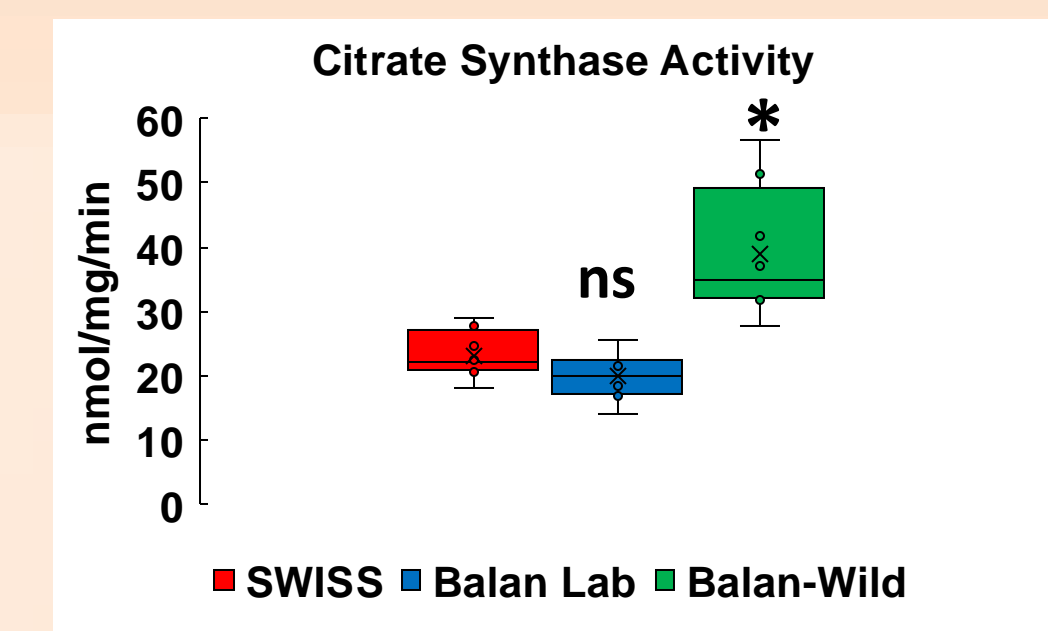 Citrate Synthase Activity
*
60
50
40
30
20
10
0
nmol/mg/min
ns
SWISS Balan Lab Balan-Wild